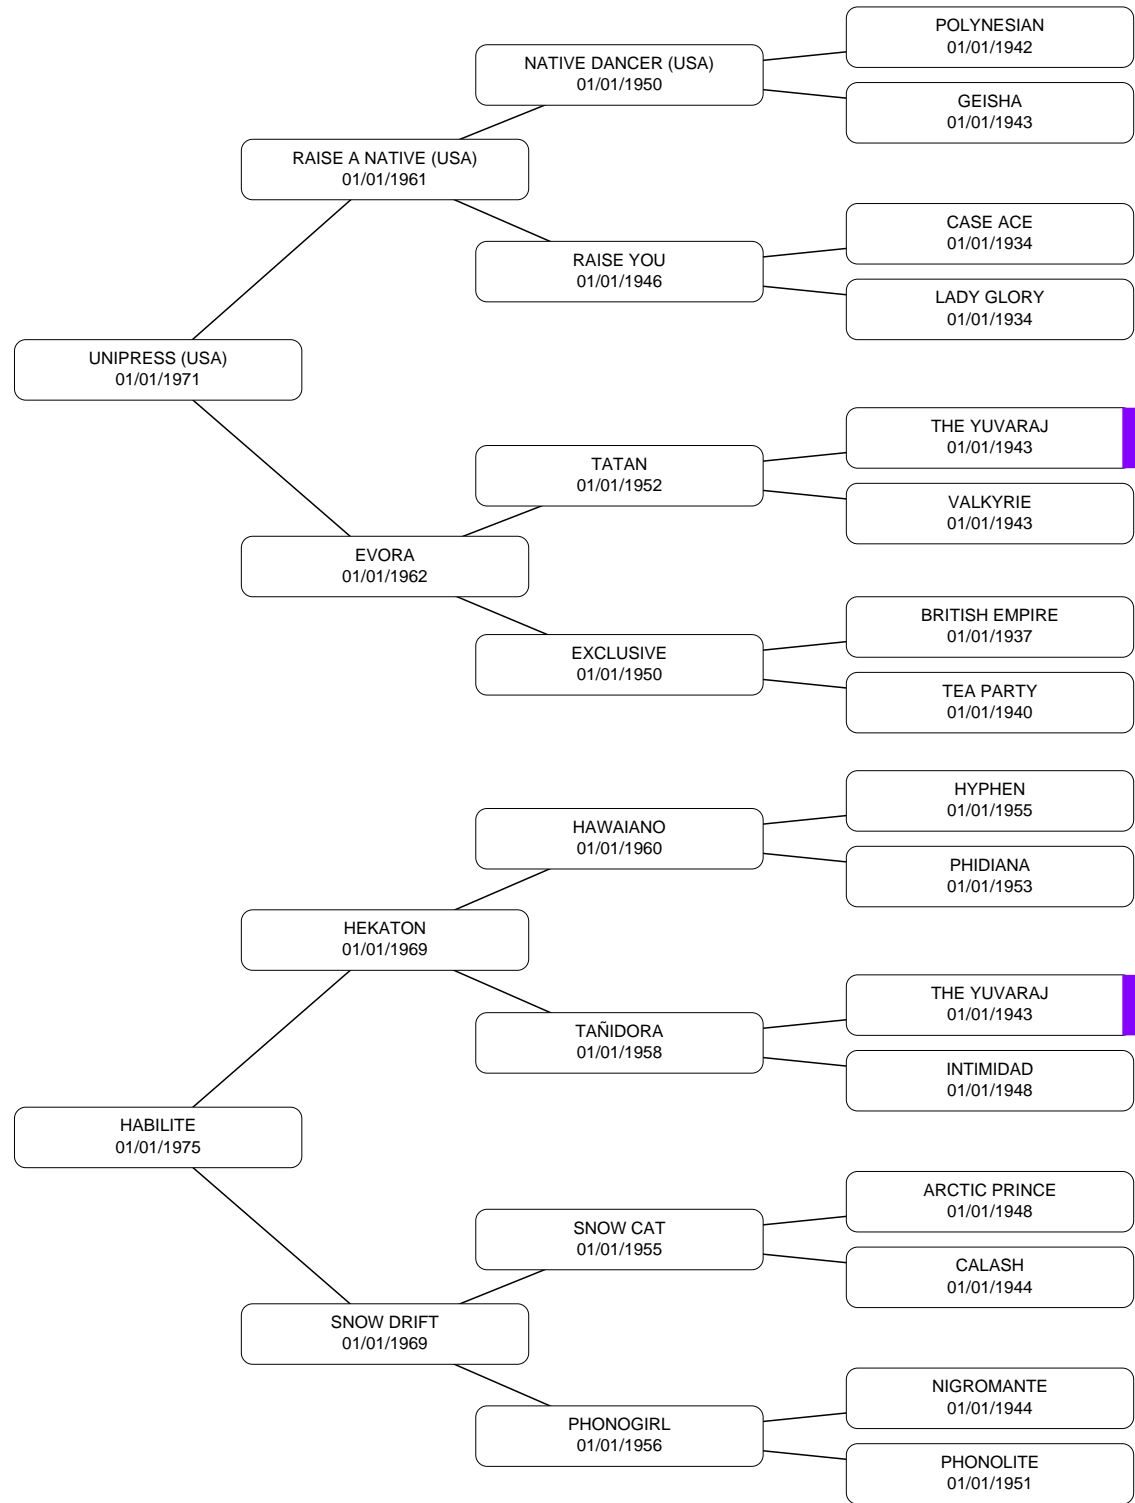 POLYNESIAN
01/01/1942
NATIVE DANCER (USA)
01/01/1950
GEISHA
01/01/1943
RAISE A NATIVE (USA)
01/01/1961
CASE ACE
01/01/1934
RAISE YOU
01/01/1946
LADY GLORY
01/01/1934
UNIPRESS (USA)
01/01/1971
THE YUVARAJ
01/01/1943
TATAN
01/01/1952
VALKYRIE
01/01/1943
EVORA
01/01/1962
BRITISH EMPIRE
01/01/1937
EXCLUSIVE
01/01/1950
TEA PARTY
01/01/1940
HYPHEN
01/01/1955
HAWAIANO
01/01/1960
PHIDIANA
01/01/1953
HEKATON
01/01/1969
THE YUVARAJ
01/01/1943
TAÑIDORA
01/01/1958
INTIMIDAD
01/01/1948
HABILITE
01/01/1975
ARCTIC PRINCE
01/01/1948
SNOW CAT
01/01/1955
CALASH
01/01/1944
SNOW DRIFT
01/01/1969
NIGROMANTE
01/01/1944
PHONOGIRL
01/01/1956
PHONOLITE
01/01/1951